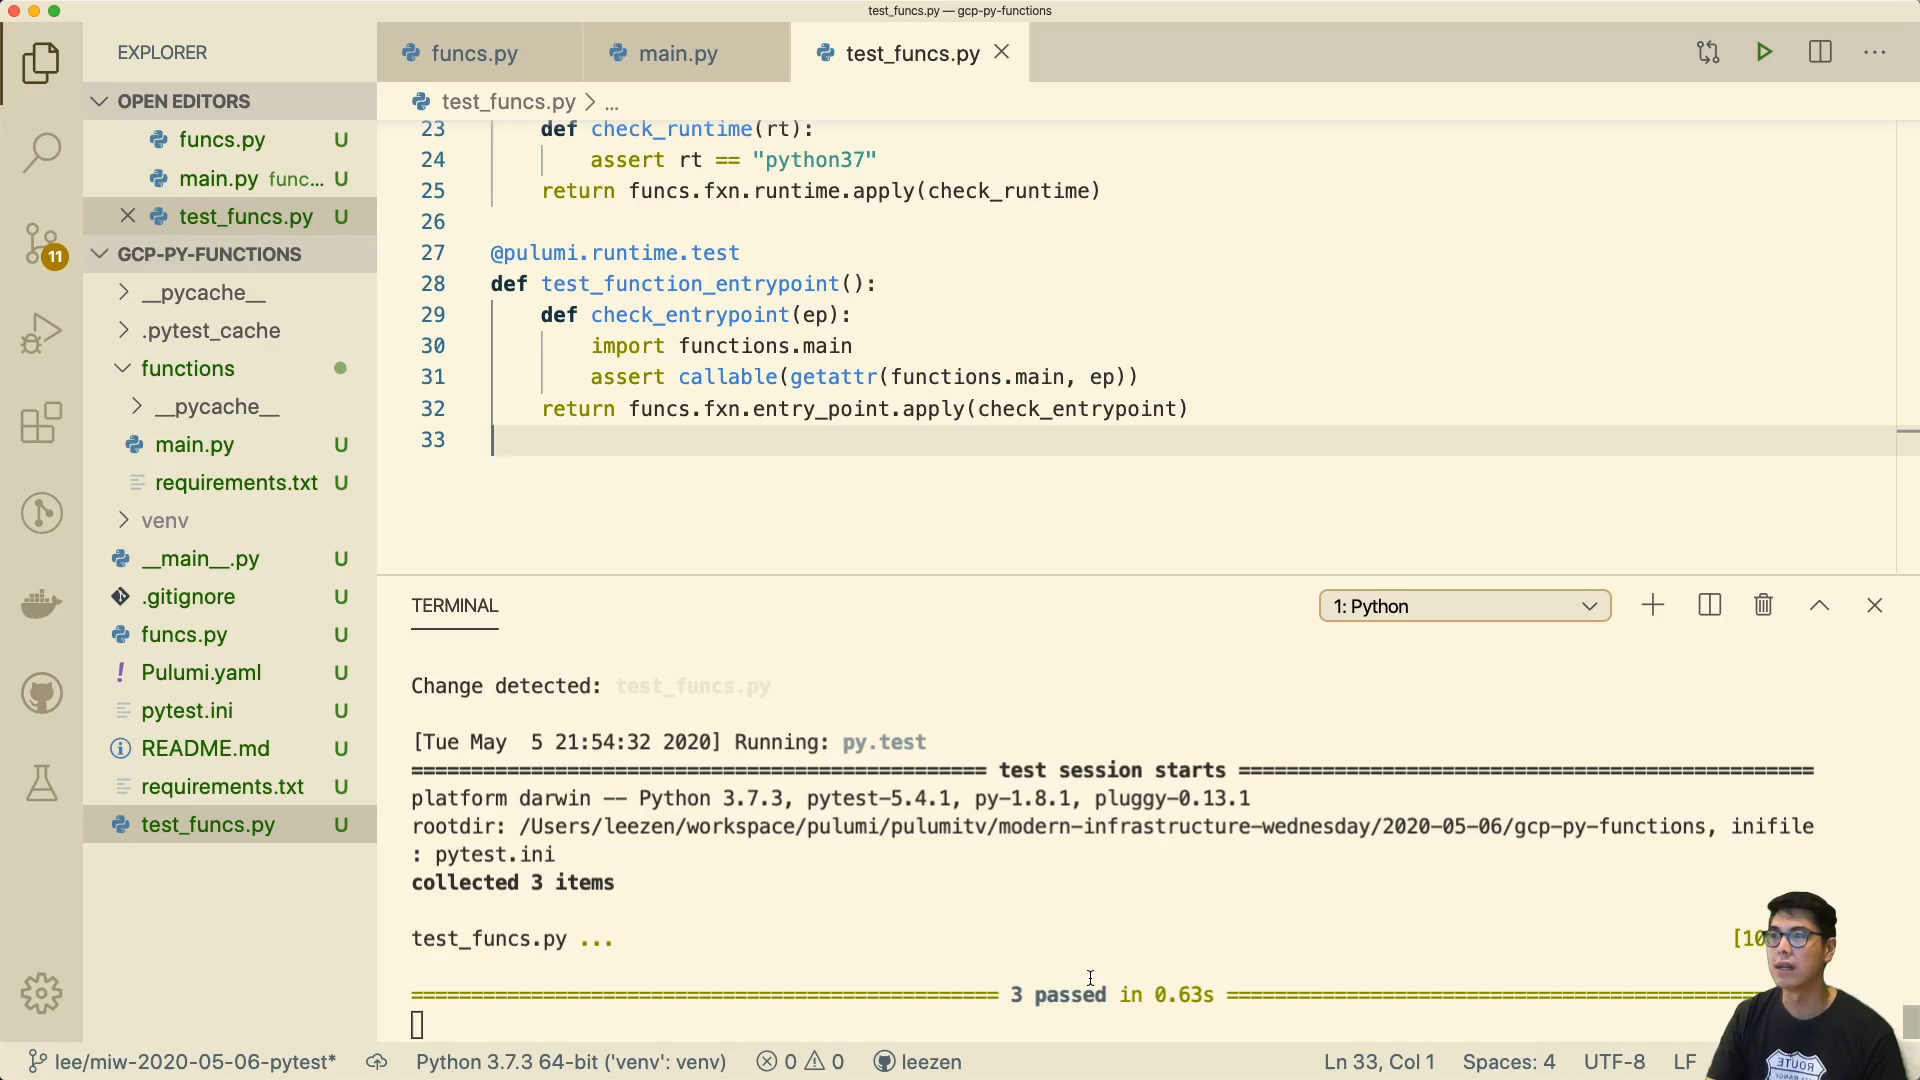 test_funcs.py — gcp-py-functions
EXPLORER
OPEN EDITORS
funcs.py U
main.py func... U
test_funcs.py U
11
GCP-PY-FUNCTIONS
__pycache__
.pytest_cache
functions
__pycache__
main.py U
requirements.txt U
venv
__main__.py U
.gitignore U
funcs.py U
! Pulumi.yaml U
pytest.ini U
README.md U
requirements.txt U
test_funcs.py U
funcs.py
main.py
test_funcs.py
test_funcs.py > ...
23 def check_runtime(rt):
24 assert rt == "python37"
25 return funcs.fxn.runtime.apply(check_runtime)
26
27 @pulumi.runtime.test
28 def test_function_entrypoint():
29 def check_entrypoint(ep):
30 import functions.main
31 assert callable(getattr(functions.main, ep))
32 return funcs.fxn.entry_point.apply(check_entrypoint)
33
TERMINAL
1: Python
Change detected: test_funcs.py
[Tue May  5 21:54:32 2020] Running: py.test
================================================ test session starts ================================================
platform darwin -- Python 3.7.3, pytest-5.4.1, py-1.8.1, pluggy-0.13.1
rootdir: /Users/leezen/workspace/pulumi/pulumitv/modern-infrastructure-wednesday/2020-05-06/gcp-py-functions, inifile
: pytest.ini
collected 3 items
test_funcs.py ... [10
================================================= 3 passed in 0.63s =============================================
lee/miw-2020-05-06-pytest*
Python 3.7.3 64-bit ('venv': venv)
0
0
leezen
Ln 33, Col 1
Spaces: 4
UTF-8
LF
ROUTE